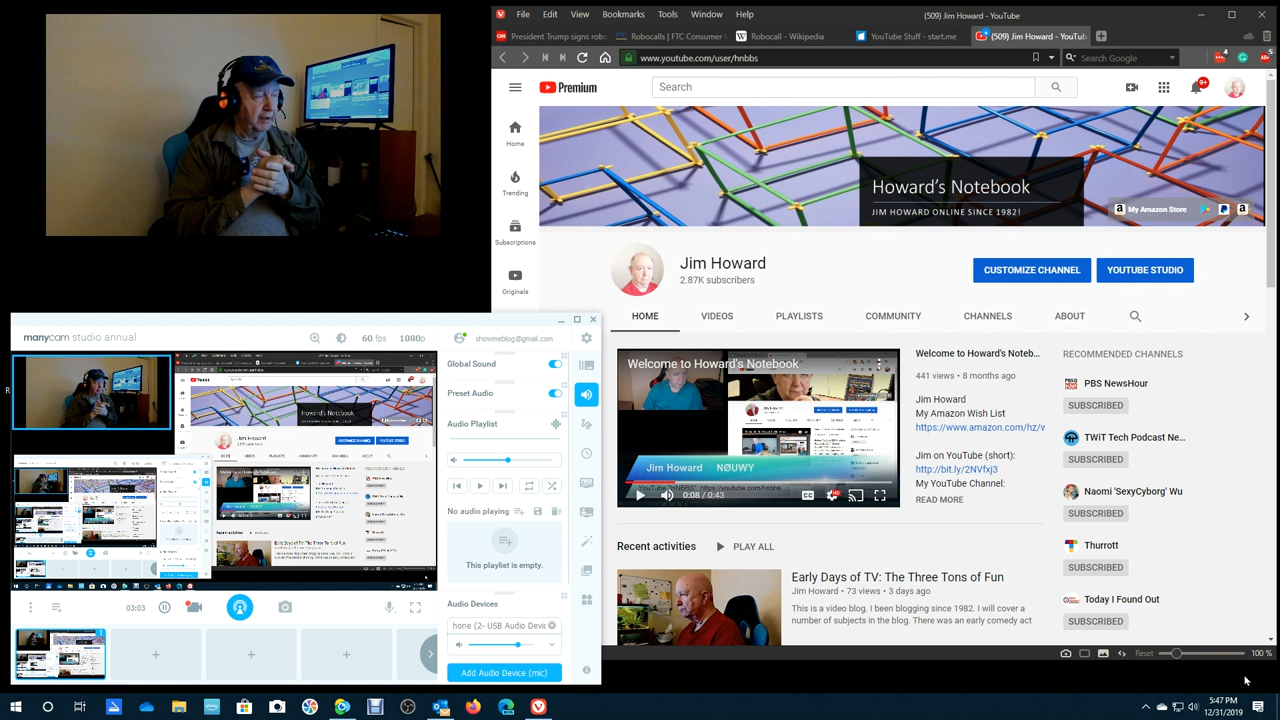 File Edit View Bookmarks Tools Window Help
(509) Jim Howard - YouTube
President Trump signs rob
Robocalls | FTC Consumer I
Robocall - Wikipedia
YouTube Stuff - start.me
(509) Jim Howard - YouTub
www.youtube.com/user/hnbbs
Search Google
4
5
Premium
Search
9+
Home
Trending
Subscriptions
Originals
Howard's Notebook
JIM HOWARD ONLINE SINCE 1982!
My Amazon Store
Jim Howard
2.87K subscribers
CUSTOMIZE CHANNEL
YOUTUBE STUDIO
HOME VIDEOS PLAYLISTS COMMUNITY CHANNELS ABOUT
Welcome to Howard's Notebook
Jim Howard N0UWY
0:08 / 0:43
Welcome to Howard's Noteb...
141 views • 8 months ago
Jim Howard
My Amazon Wish List
https://www.amazon.com/hz/v
Jim on YouTube (short):
http://bit.ly/2NVfxj3
My YouTube Channel:
READ MORE
RECOMMENDED CHANNELS
PBS NewsHour
SUBSCRIBED
TWiT Tech Podcast Ne...
SUBSCRIBED
Naomi 'SexyCyborg' Wu
SUBSCRIBED
Thurrott
SUBSCRIBED
Today I Found Out
SUBSCRIBED
Recent activities
PLAY ALL
Early Days of TV: The Three Tons of Fun
Jim Howard • 73 views • 3 days ago
This is a video blog. I been blogging since 1982. I will cover a
number of subjects in the blog. There was an early comedy act
Reset
100 %
manycam studio annual
60 fps
1080p
showmeblog@gmail.com
Global Sound
Preset Audio
Audio Playlist
No audio playing
This playlist is empty.
Audio Devices
hone (2- USB Audio Devic
Add Audio Device (mic)
03:03
1
R
5:47 PM
12/31/2019